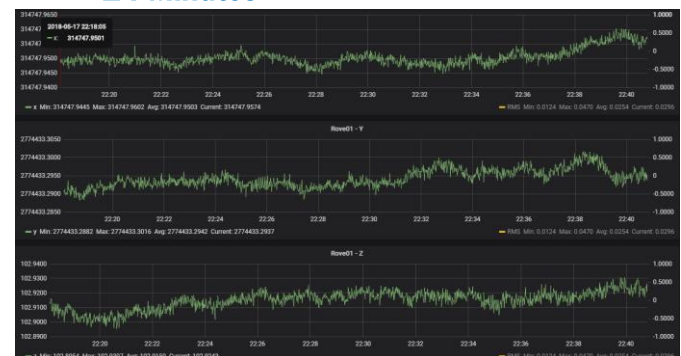 314747.9650 1.0000
2018-05-17 22:18:05
x: 314747.9501
314747 0.5000
314747
314747.9500 0
314747.9450 -0.5000
314747.9400 -1.0000
22:20 22:22 22:24 22:26 22:28 22:30 22:32 22:34 22:36 22:38 22:40
x Min: 314747.9445 Max: 314747.9602 Avg: 314747.9503 Current: 314747.9574 RMS Min: 0.0124 Max: 0.0470 Avg: 0.0254 Current: 0.0296
Rove01 - Y
2774433.3050 1.0000
2774433.3000 0.5000
2774433.2950 0
2774433.2900 -0.5000
2774433.2850 -1.0000
22:20 22:22 22:24 22:26 22:28 22:30 22:32 22:34 22:36 22:38 22:40
y Min: 2774433.2882 Max: 2774433.3016 Avg: 2774433.2942 Current: 2774433.2937 RMS Min: 0.0124 Max: 0.0470 Avg: 0.0254 Current: 0.0296
Rove01 - Z
102.9400 1.0000
102.9300 0.5000
102.9200
102.9100 0
102.9000 -0.5000
102.8900 -1.0000
22:20 22:22 22:24 22:26 22:28 22:30 22:32 22:34 22:36 22:38 22:40